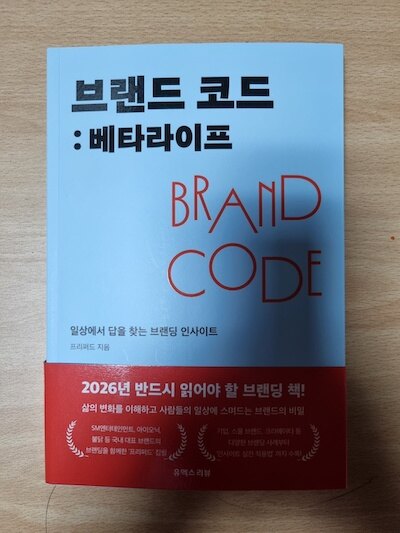 브랜드 코드
: 베타라이프
BRAND
CODE
일상에서 답을 찾는 브랜딩 인사이트
프리퍼드 지음
2026년 반드시 읽어야 할 브랜딩 책!
삶의 변화를 이해하고 사람들의 일상에 스며드는 브랜드의 비밀
SM엔터테인먼트, 아이오닉,
불닭 등 국내 대표 브랜드의
브랜딩을 함께한 '프리퍼드' 집필
기업, 스몰 브랜드, 크리에이터 등
다양한 브랜딩 사례부터
인사이트 실전 적용법 까지 수록!
유엑스 리뷰